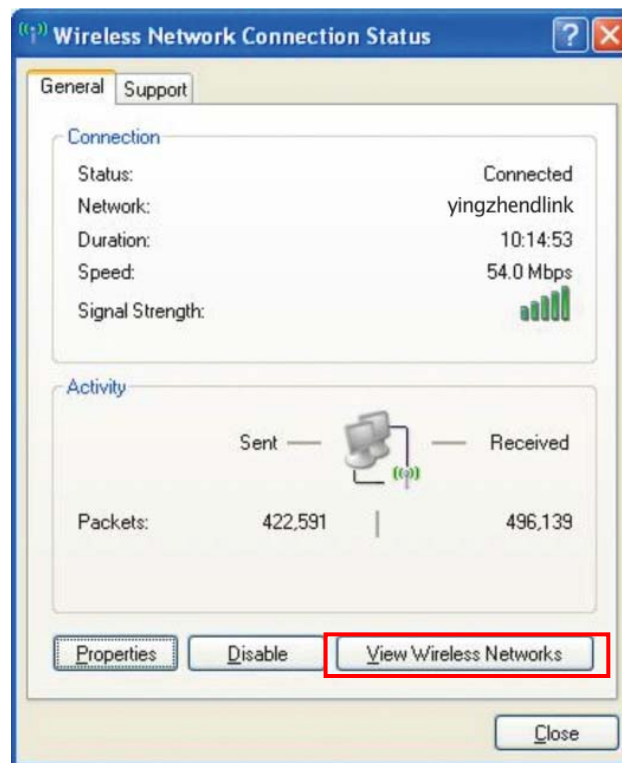 Wireless Network Connection Status
General Support
Connection
Status: Connected
Network: yingzhendlink
Duration: 10:14:53
Speed: 54.0 Mbps
Signal Strength:
Activity
Sent — — Received
Packets: 422,591 | 496,139
Properties Disable View Wireless Networks
Close